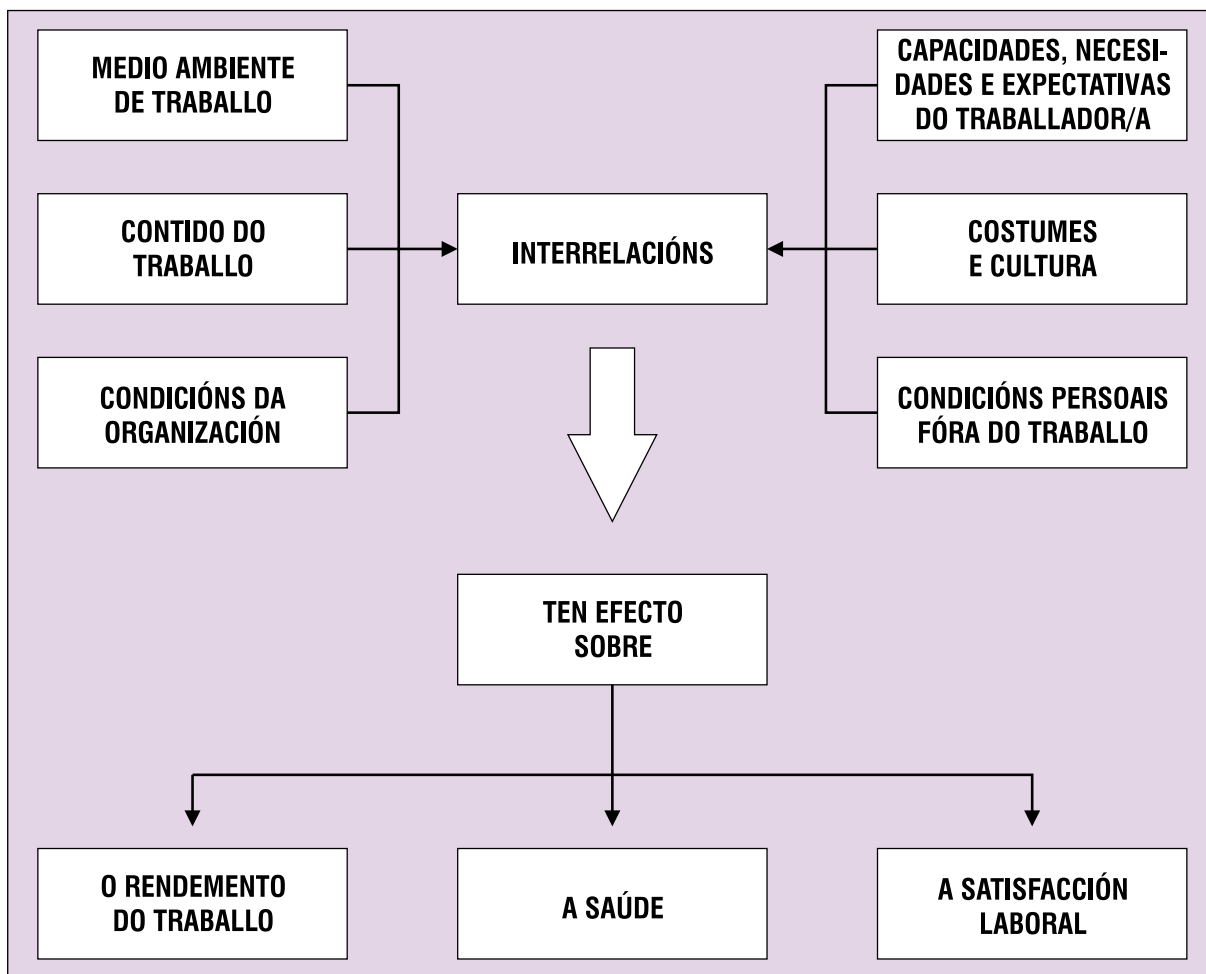 MEDIO AMBIENTE
DE TRABALLO
CAPACIDADES, NECESI-
DADES E EXPECTATIVAS
DO TRABALLADOR/A
CONTIDO DO
TRABALLO
INTERRELACIÓNS
COSTUMES
E CULTURA
CONDICIÓNS DA
ORGANIZACIÓN
CONDICIÓNS PERSOAIS
FÓRA DO TRABALLO
TEN EFECTO
SOBRE
O RENDEMENTO
DO TRABALLO
A SAÚDE
A SATISFACCIÓN
LABORAL